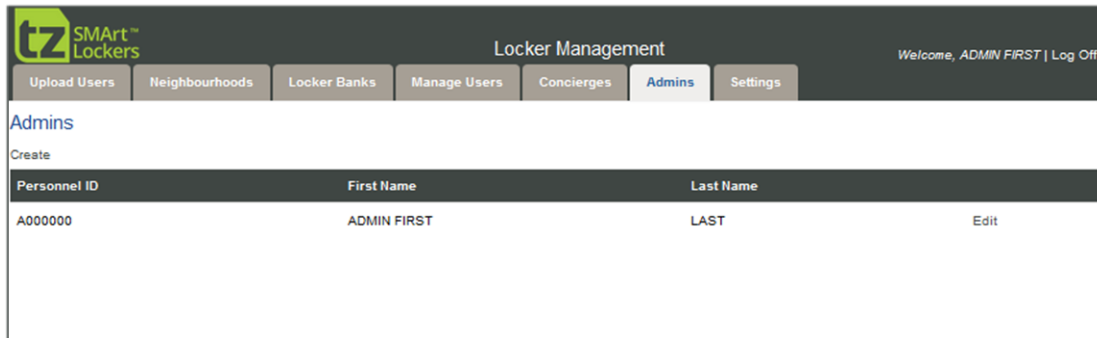 tz SMArt™
Lockers
Locker Management
Welcome, ADMIN FIRST | Log Off
Upload Users Neighbourhoods Locker Banks Manage Users Concierges Admins Settings
Admins
Create
Personnel ID First Name Last Name
A000000 ADMIN FIRST LAST Edit